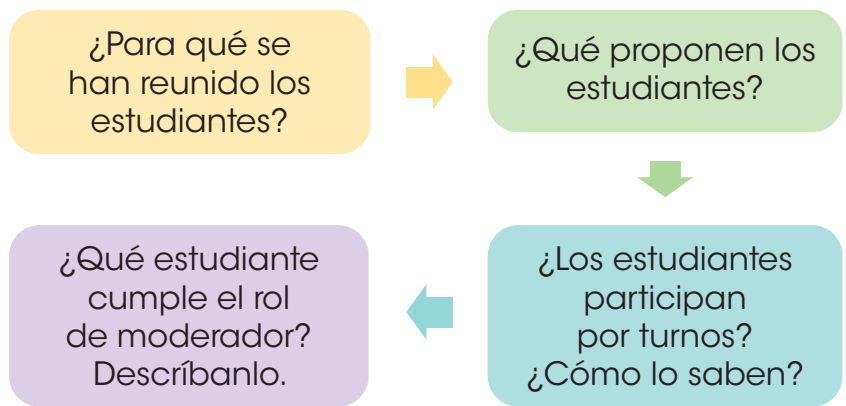 ¿Para qué se
han reunido los
estudiantes?
¿Qué proponen los
estudiantes?
¿Los estudiantes
participan
por turnos?
¿Cómo lo saben?
¿Qué estudiante
cumple el rol
de moderador?
Descríbanlo.